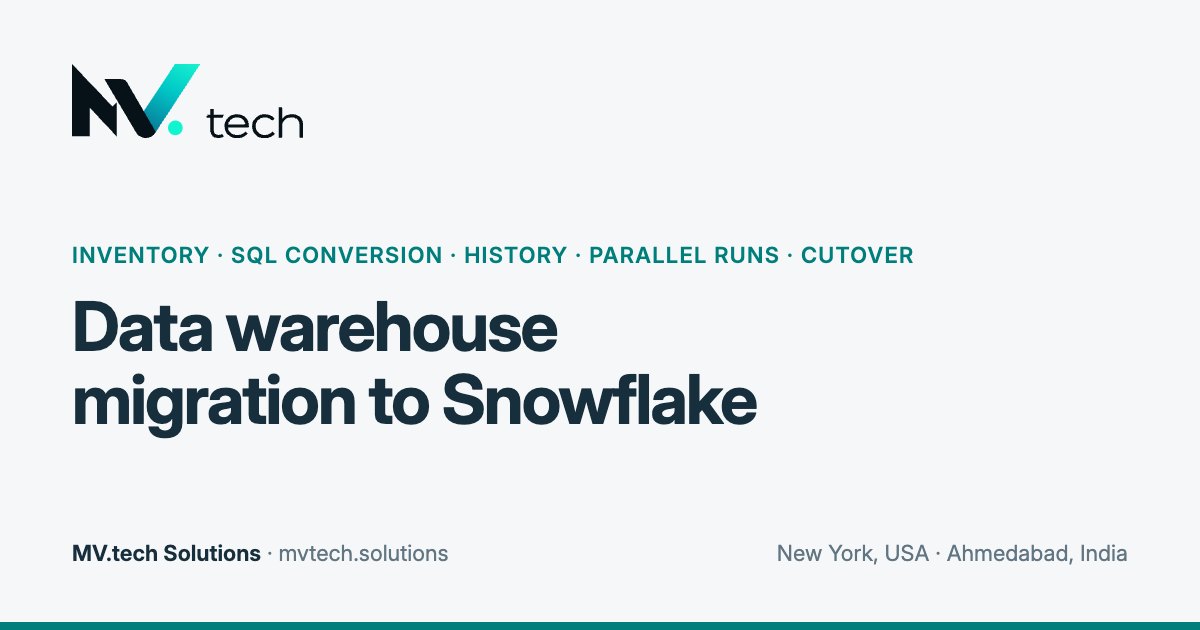 MV. tech
INVENTORY · SQL CONVERSION · HISTORY · PARALLEL RUNS · CUTOVER
Data warehouse
migration to Snowflake
MV.tech Solutions · mvtech.solutions
New York, USA · Ahmedabad, India